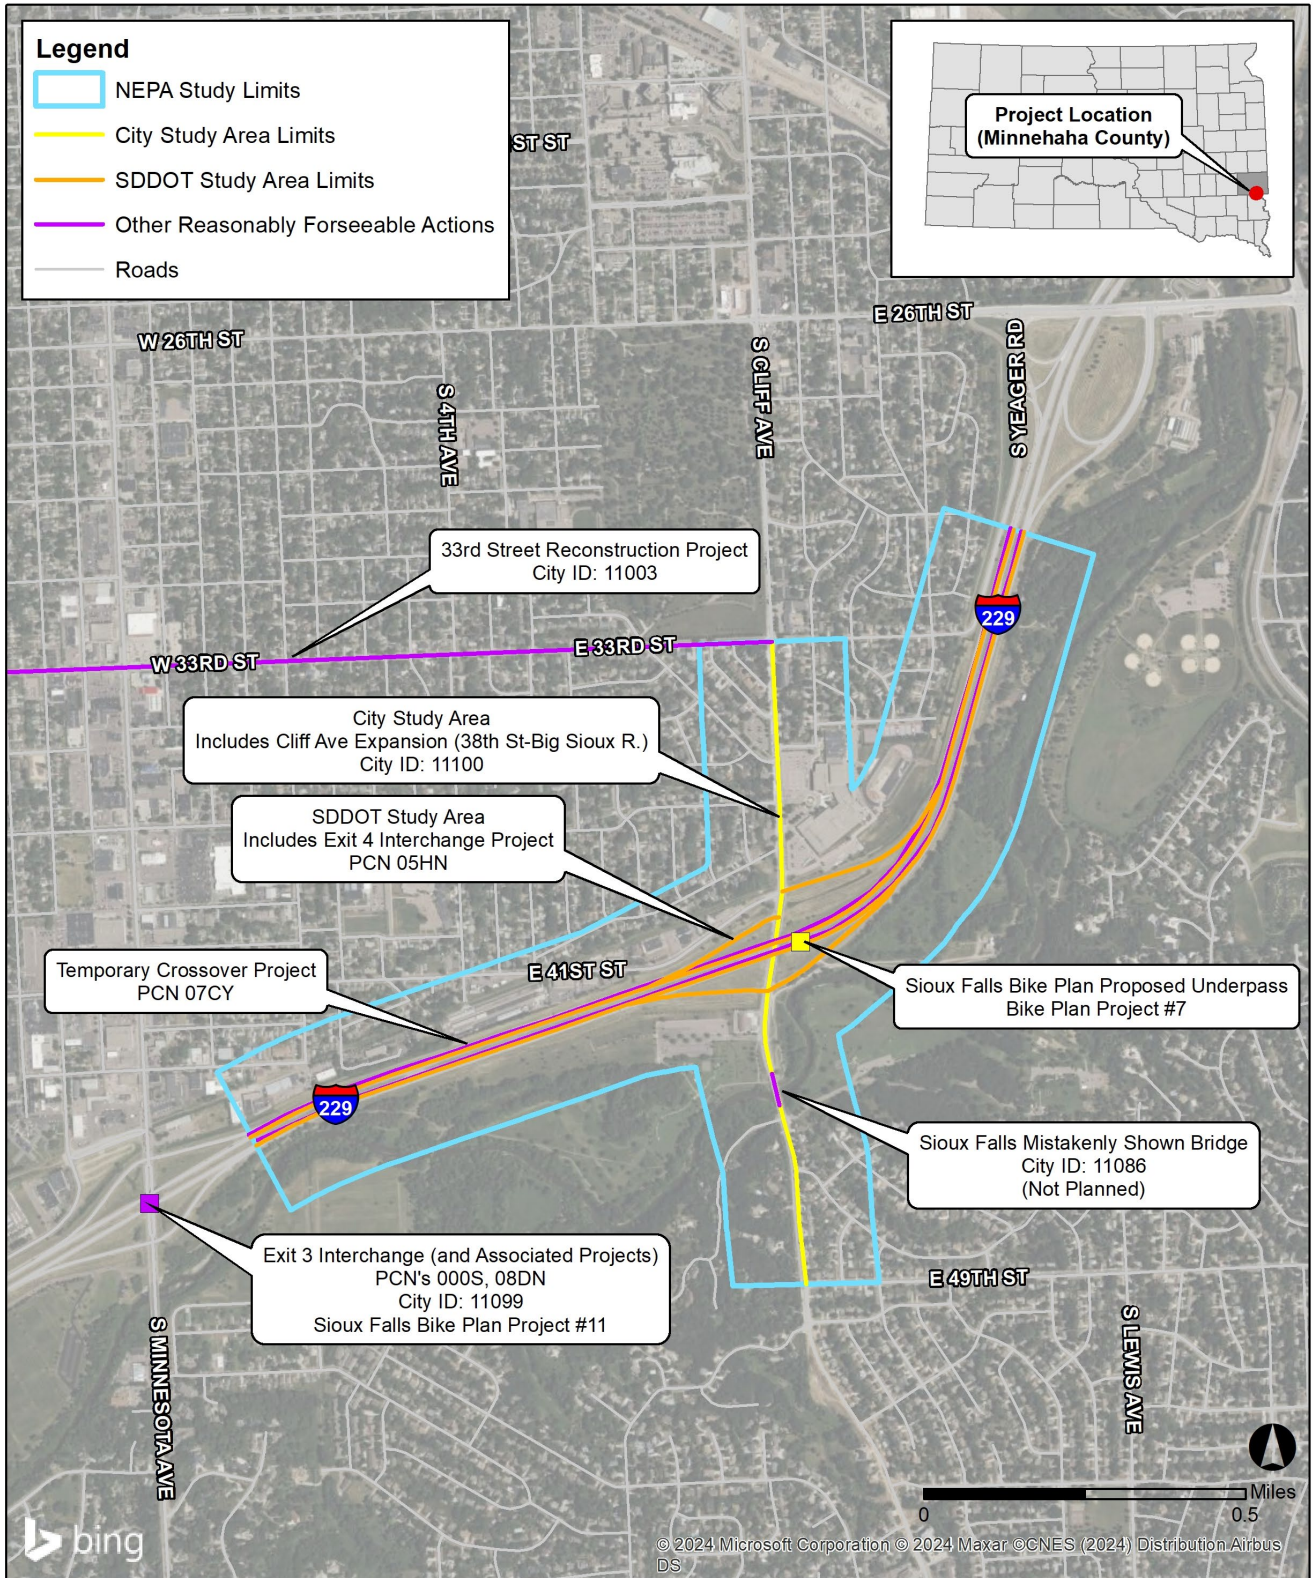 Legend
NEPA Study Limits
City Study Area Limits
SDDOT Study Area Limits
Other Reasonably Forseeable Actions
Roads
Project Location
(Minnehaha County)
ST ST
E 26TH ST
W 26TH ST
S YEAGER RD
S CLIFF AVE
S 4TH AVE
33rd Street Reconstruction Project
City ID: 11003
229
E 33RD ST
W 33RD ST
City Study Area
Includes Cliff Ave Expansion (38th St-Big Sioux R.)
City ID: 11100
SDDOT Study Area
Includes Exit 4 Interchange Project
PCN 05HN
E 41ST ST
Temporary Crossover Project
PCN 07CY
Sioux Falls Bike Plan Proposed Underpass
Bike Plan Project #7
229
Sioux Falls Mistakenly Shown Bridge
City ID: 11086
(Not Planned)
Exit 3 Interchange (and Associated Projects)
PCN's 000S, 08DN
City ID: 11099
Sioux Falls Bike Plan Project #11
E 49TH ST
S MINNESOTA AVE
S LEWIS AVE
Miles
0 0.5
bing
© 2024 Microsoft Corporation © 2024 Maxar ©CNES (2024) Distribution Airbus
DS